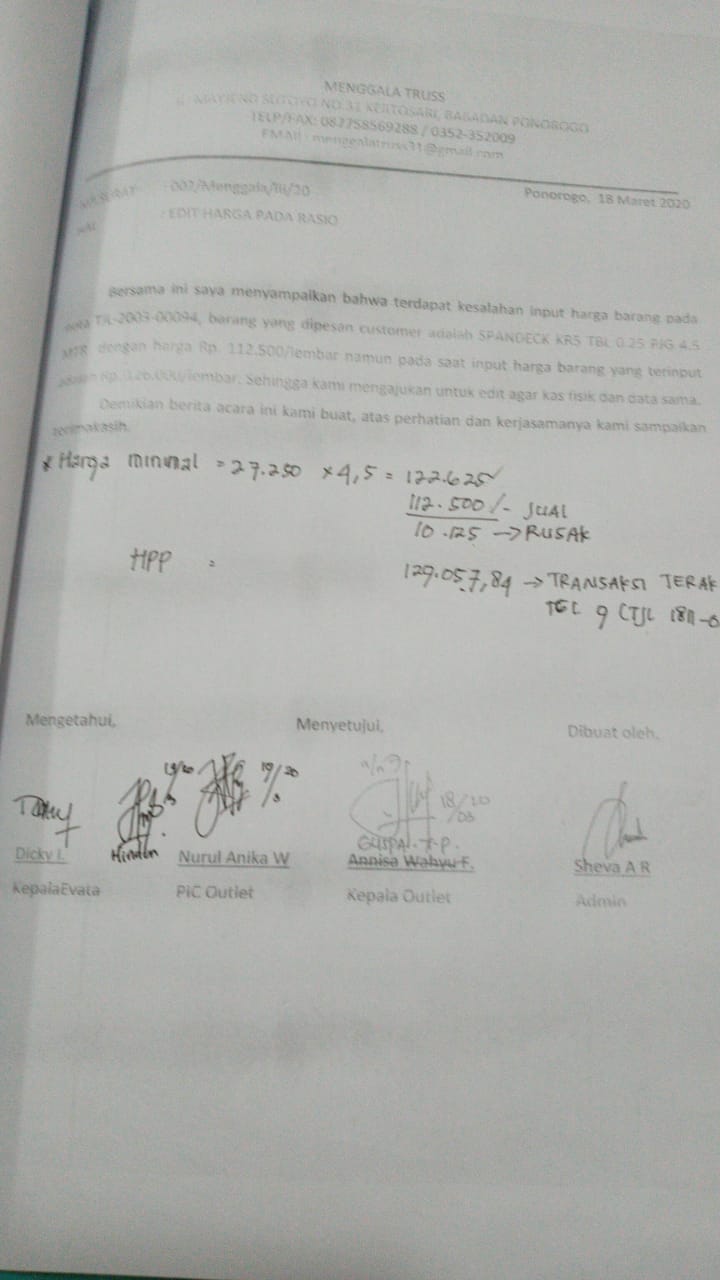 MENGGALA TRUSS
JL. MAYJEND SUTOYO NO.31 KERTOSARI, BABADAN PONOROGO
TELP/FAX: 087758569288 / 0352-352009
EMAIL : menggalatruss11@gmail.com
: 002/Menggala/III/20
Ponorogo, 18 Maret 2020
HAL : EDIT HARGA PADA RASIO
Bersama ini saya menyampaikan bahwa terdapat kesalahan input harga barang pada
nota TJL-2003-00094, barang yang dipesan customer adalah SPANDECK KR5 TBL 0.25 PJG 4.5
MTR dengan harga Rp. 112.500/lembar namun pada saat input harga barang yang terinput
adalah Rp. 126.000/lembar. Sehingga kami mengajukan untuk edit agar kas fisik dan data sama.
Demikian berita acara ini kami buat, atas perhatian dan kerjasamanya kami sampaikan
terimakasih.
* Harga minimal = 27.250 x 4,5 = 122.625
112.500 /- JUAL
10.125 → RUSAK
HPP = 129.057,84 → TRANSAKSI TERAK
TGL 9 (TJL 1811-0
Mengetahui, Menyetujui, Dibuat oleh,
19/20 19/20
3
a/n
18/20
03
Hindun
GUSPAL.T.P.
Dicky I. Nurul Anika W Annisa Wahyu F. Sheva A R
KepalaEvata PIC Outlet Kepala Outlet Admin